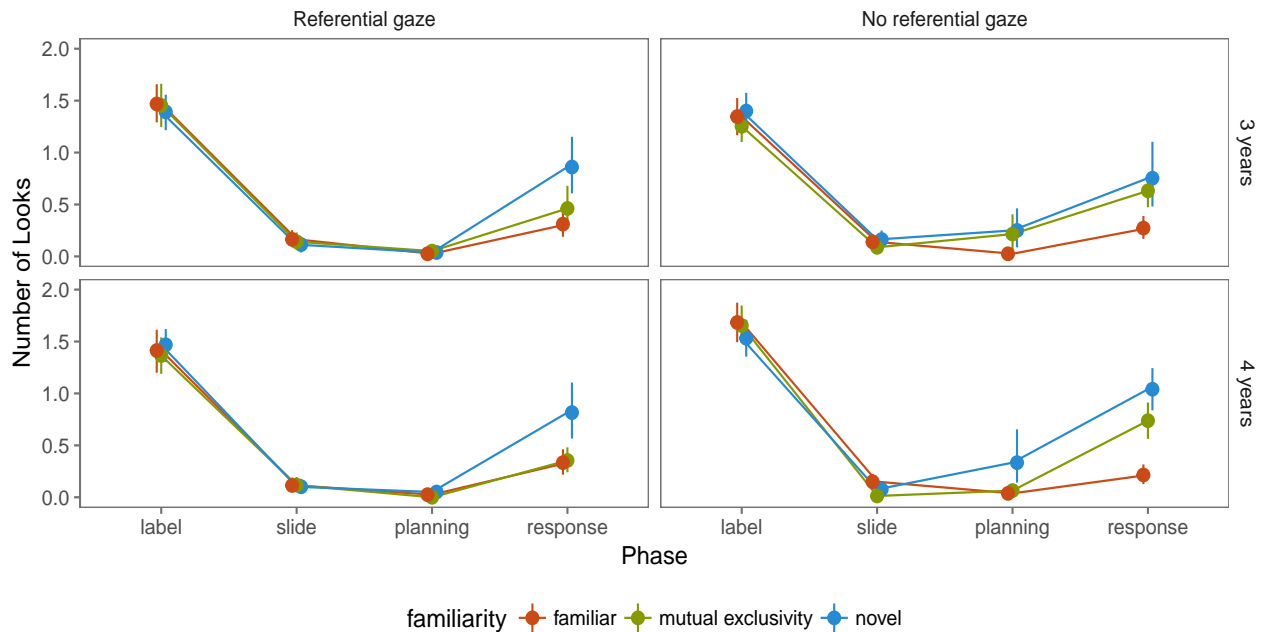 Referential gaze
No referential gaze
2.0
1.5
1.0
0.5
0.0
3 years
2.0
1.5
1.0
0.5
0.0
4 years
Number of Looks
label slide planning response
label slide planning response
Phase
familiarity familiar mutual exclusivity novel